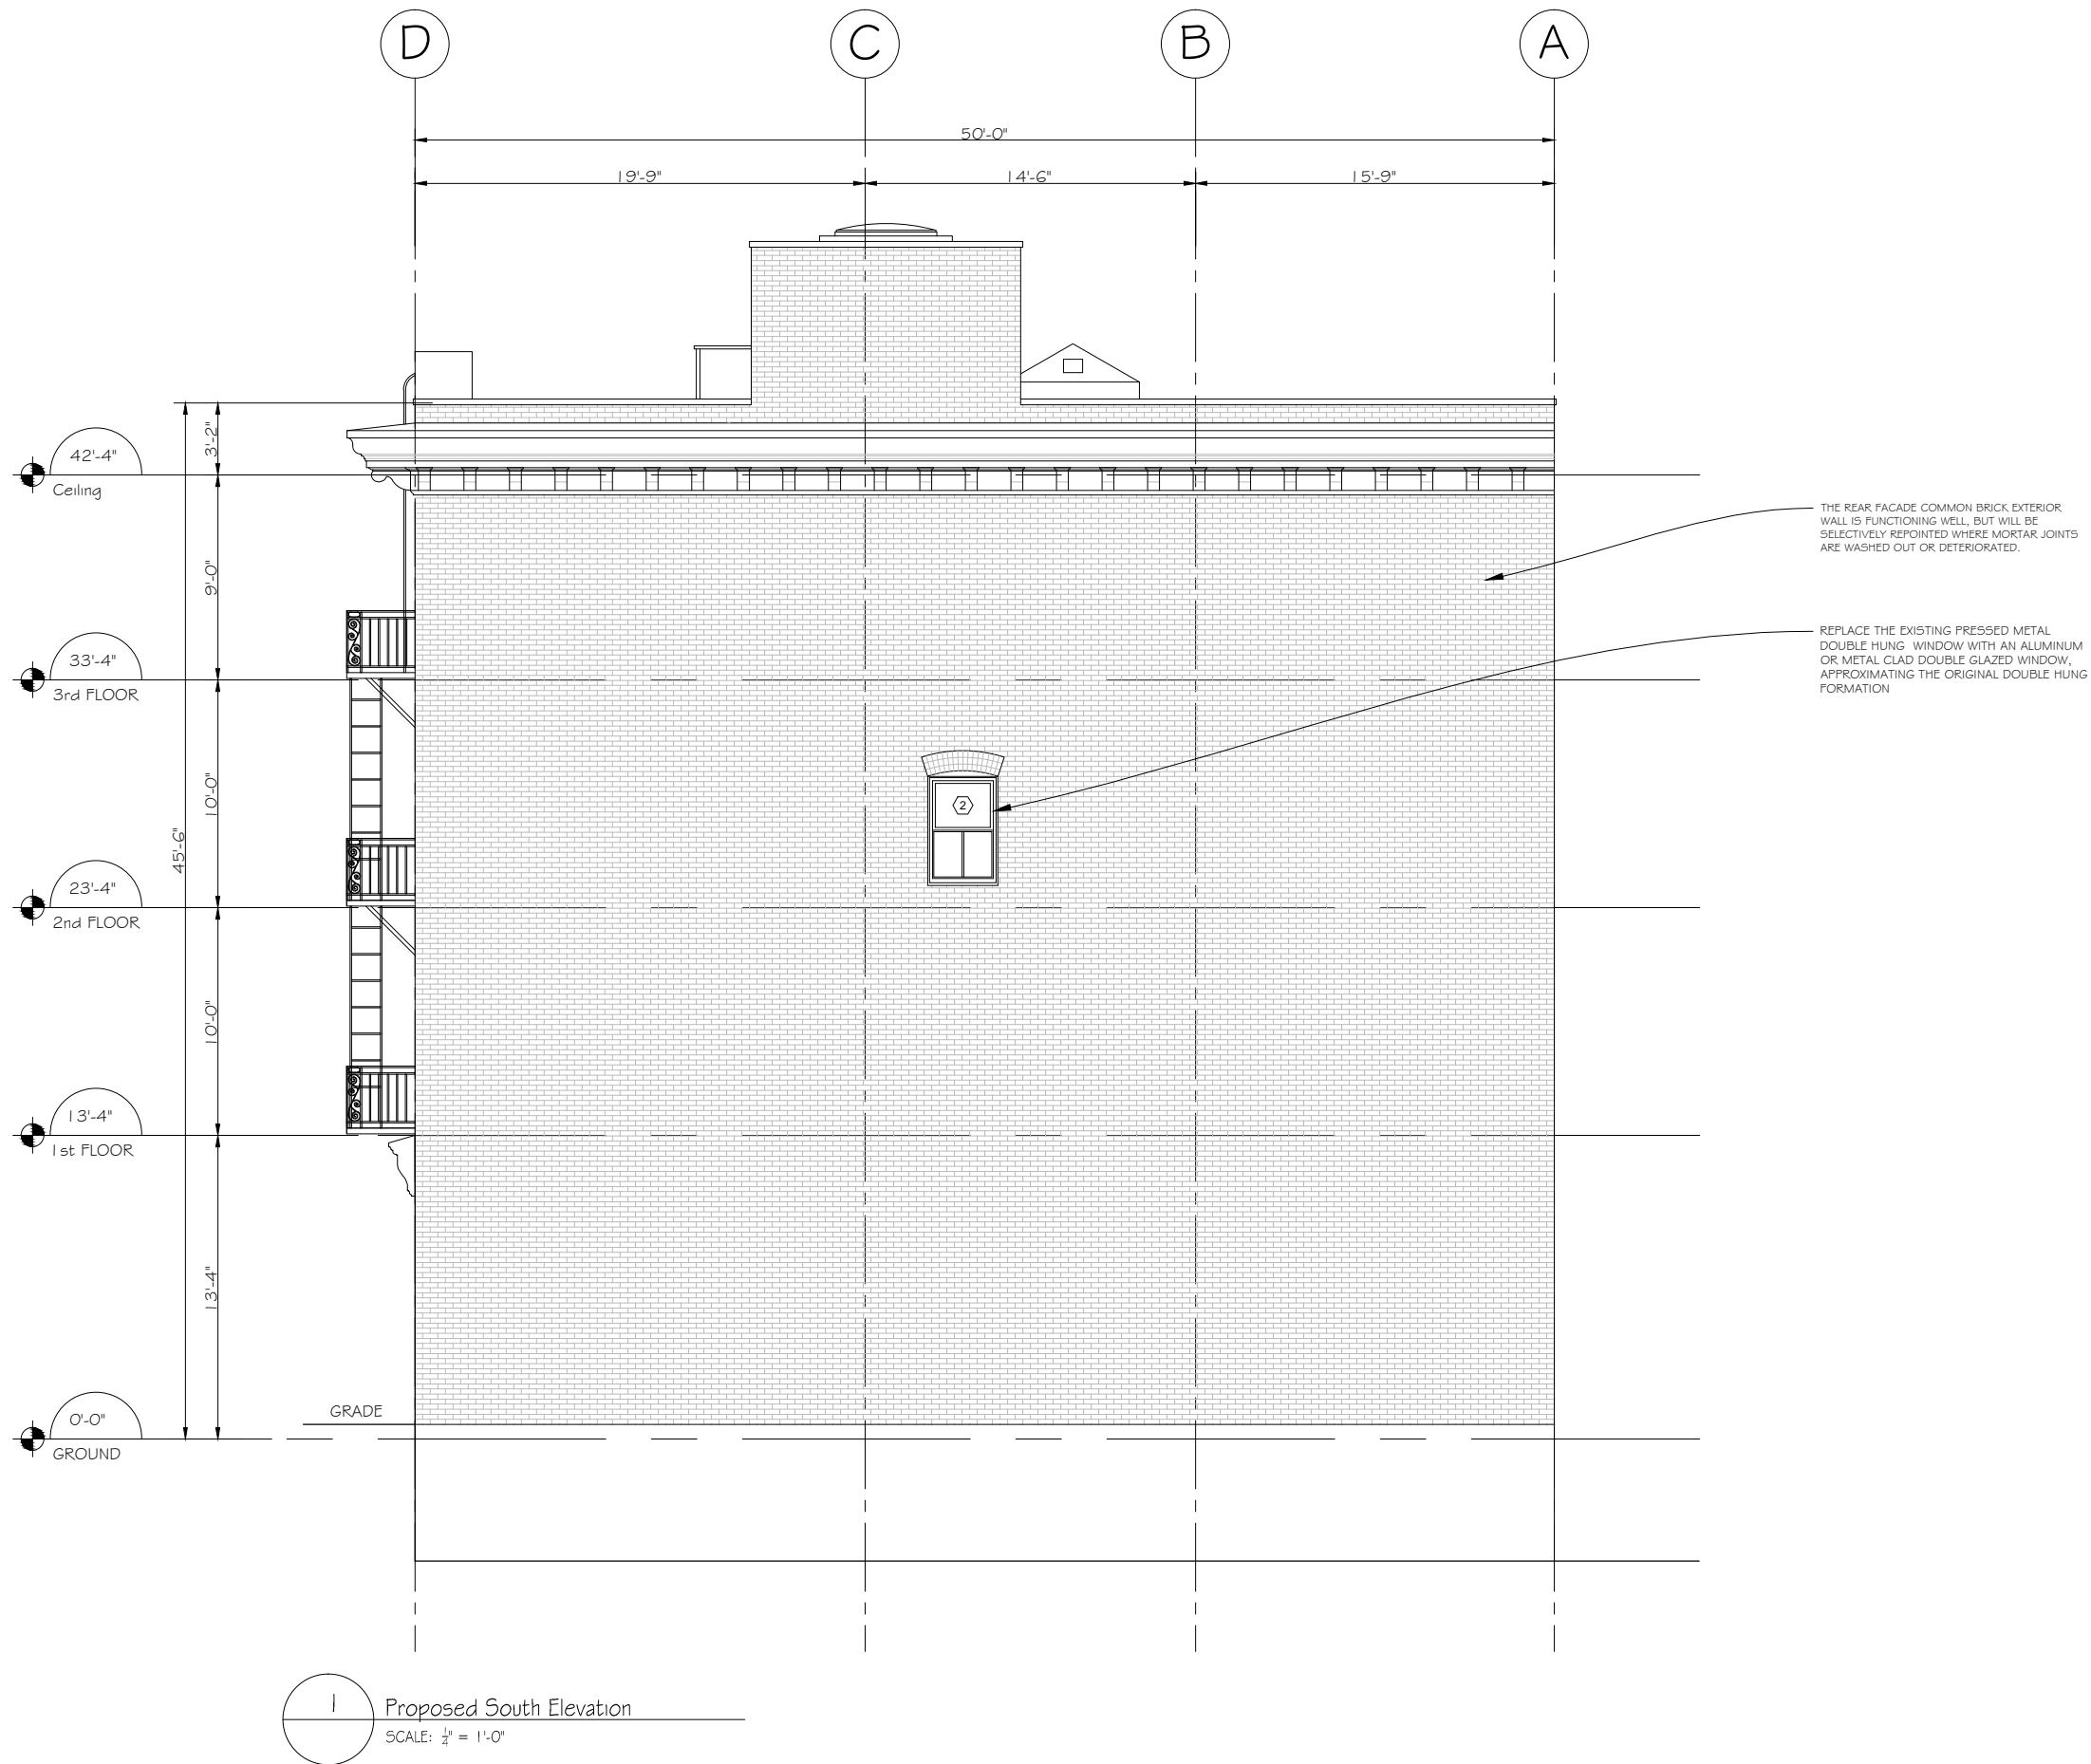 D
C
B
A
50'-0"
19'-9"
14'-6"
15'-9"
3'-2"
42'-4"
Ceiling
THE REAR FACADE COMMON BRICK EXTERIOR
WALL IS FUNCTIONING WELL, BUT WILL BE
SELECTIVELY REPOINTED WHERE MORTAR JOINTS
ARE WASHED OUT OR DETERIORATED.
9'-0"
REPLACE THE EXISTING PRESSED METAL
DOUBLE HUNG WINDOW WITH AN ALUMINUM
OR METAL CLAD DOUBLE GLAZED WINDOW,
APPROXIMATING THE ORIGINAL DOUBLE HUNG
FORMATION
33'-4"
3rd FLOOR
10'-0"
2
45'-6"
23'-4"
2nd FLOOR
10'-0"
13'-4"
1st FLOOR
13'-4"
GRADE
0'-0"
GROUND
1
Proposed South Elevation
SCALE: 1/4" = 1'-0"